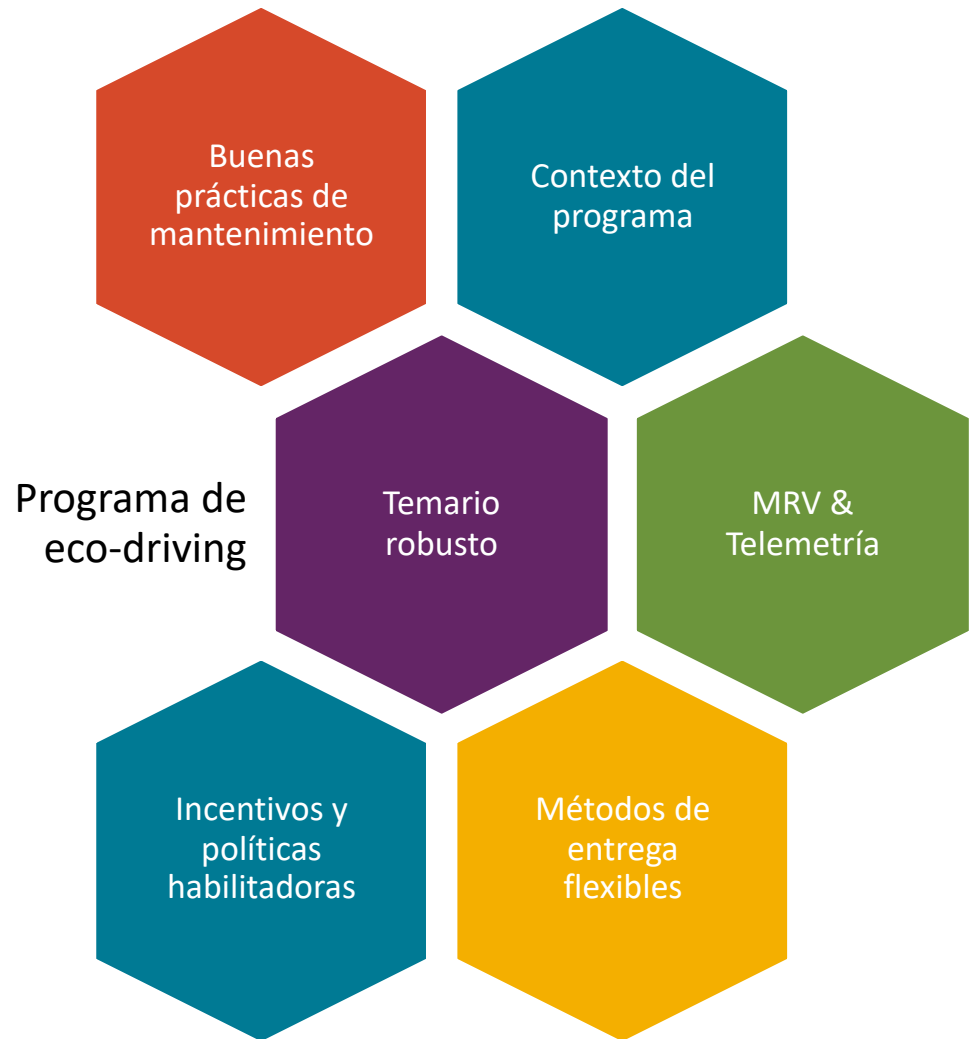 Buenas
prácticas de
mantenimiento
Contexto del
programa
Programa de
eco-driving
Temario
robusto
MRV &
Telemetría
Incentivos y
políticas
habilitadoras
Métodos de
entrega
flexibles